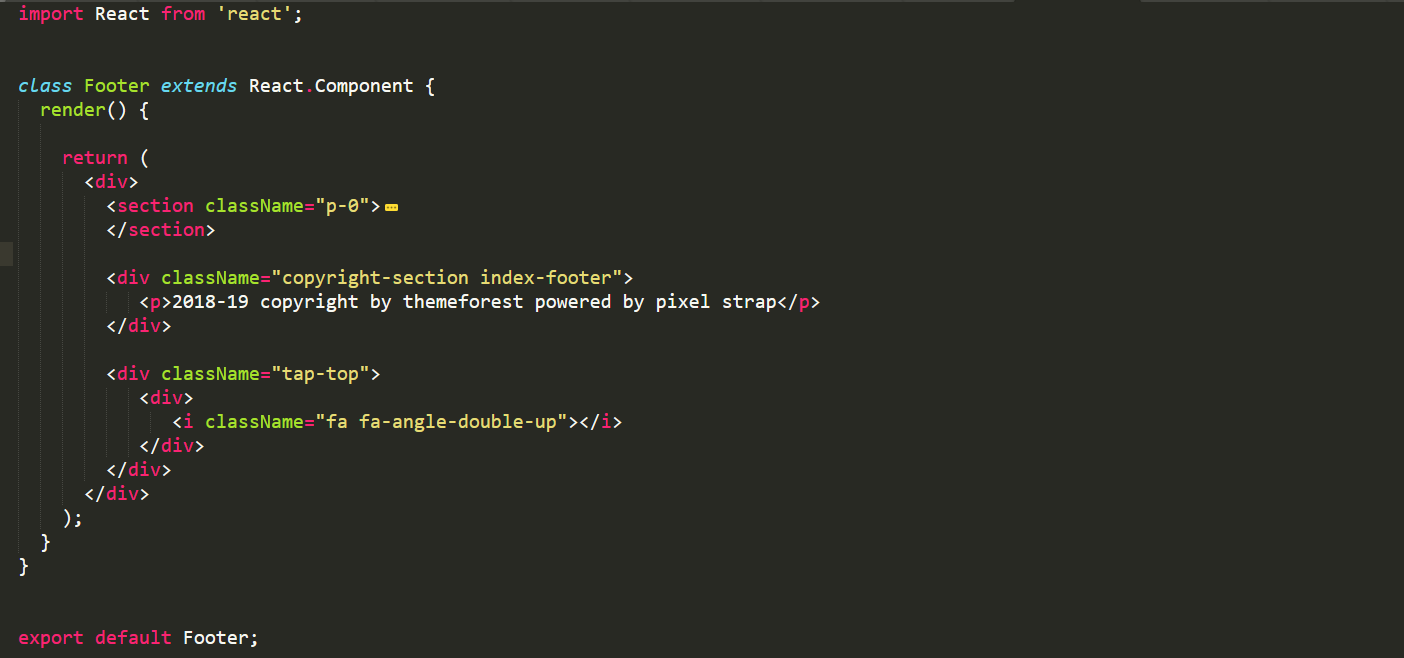 import React from 'react';
class Footer extends React.Component {
render() {
return (
<div>
<section className="p-0">
</section>
<div className="copyright-section index-footer">
<p>2018-19 copyright by themeforest powered by pixel strap</p>
</div>
<div className="tap-top">
<div>
<i className="fa fa-angle-double-up"></i>
</div>
</div>
</div>
);
}
}
export default Footer;